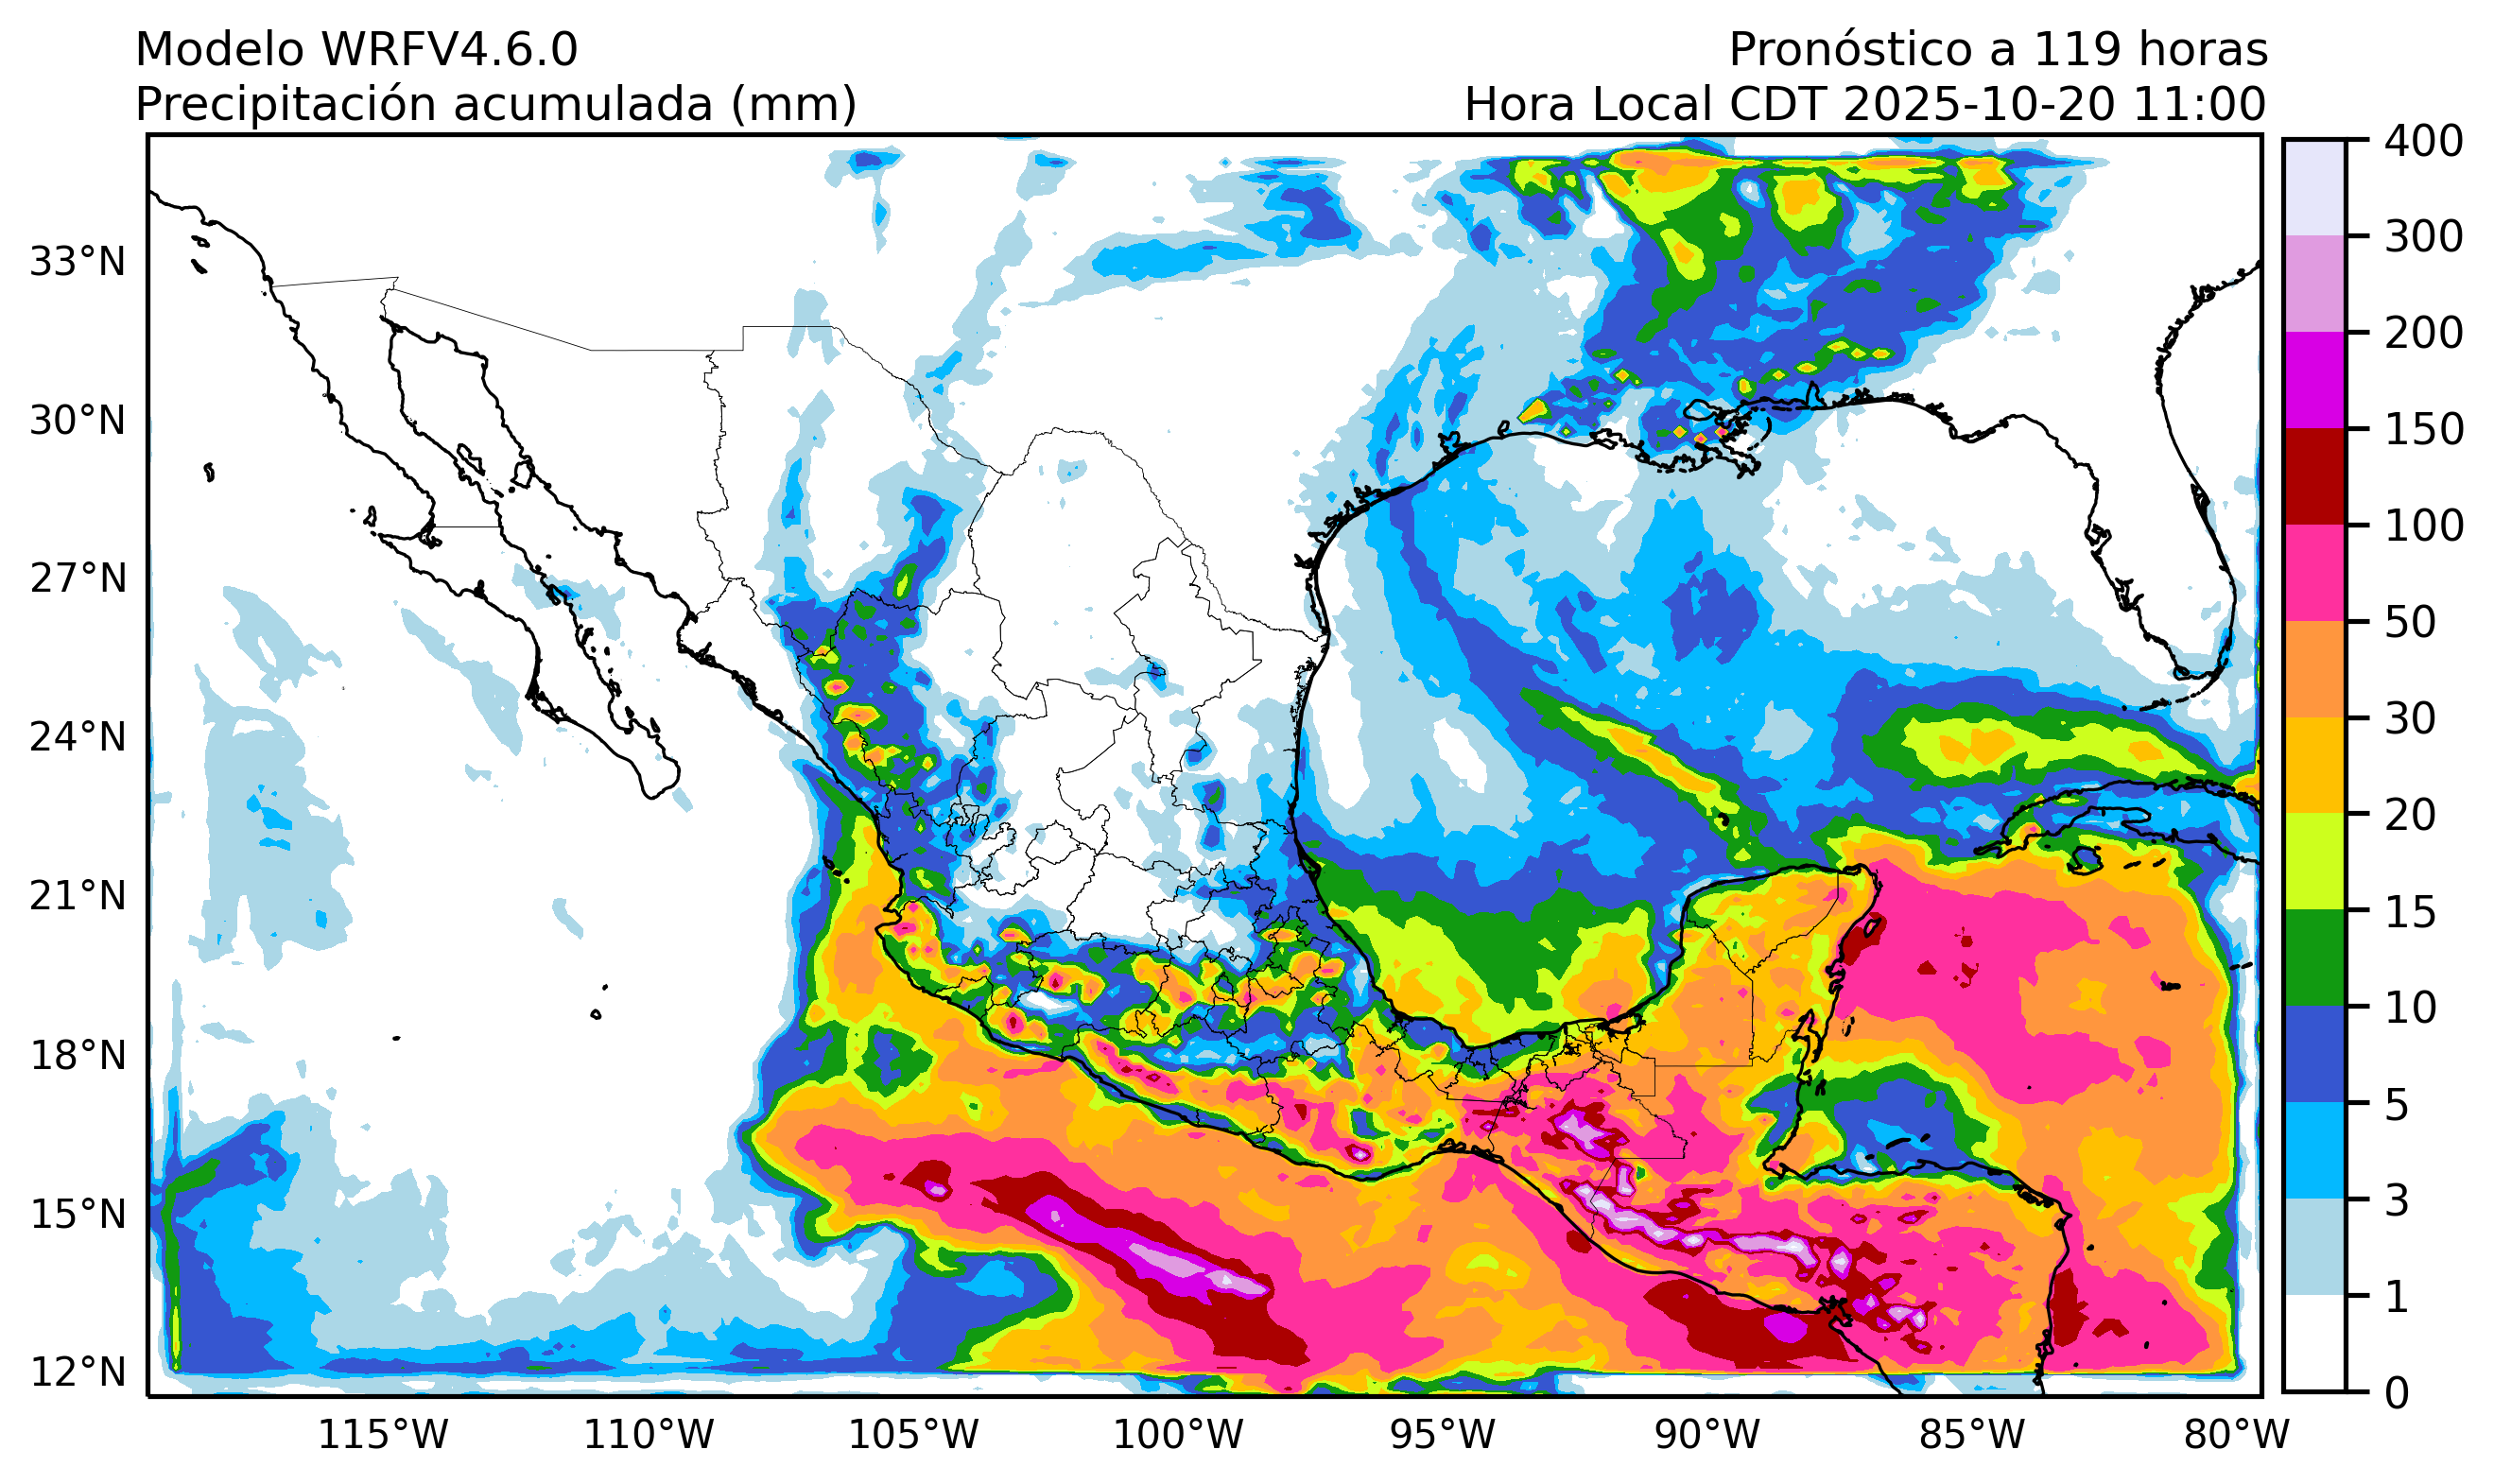 Modelo WRFV4.6.0
Pronóstico a 119 horas
Precipitación acumulada (mm)
Hora Local CDT 2025-10-20 11:00
33°N
30°N
27°N
24°N
21°N
18°N
15°N
12°N
115°W
110°W
105°W
100°W
95°W
90°W
85°W
80°W
400
300
200
150
100
50
30
20
15
10
5
3
1
0